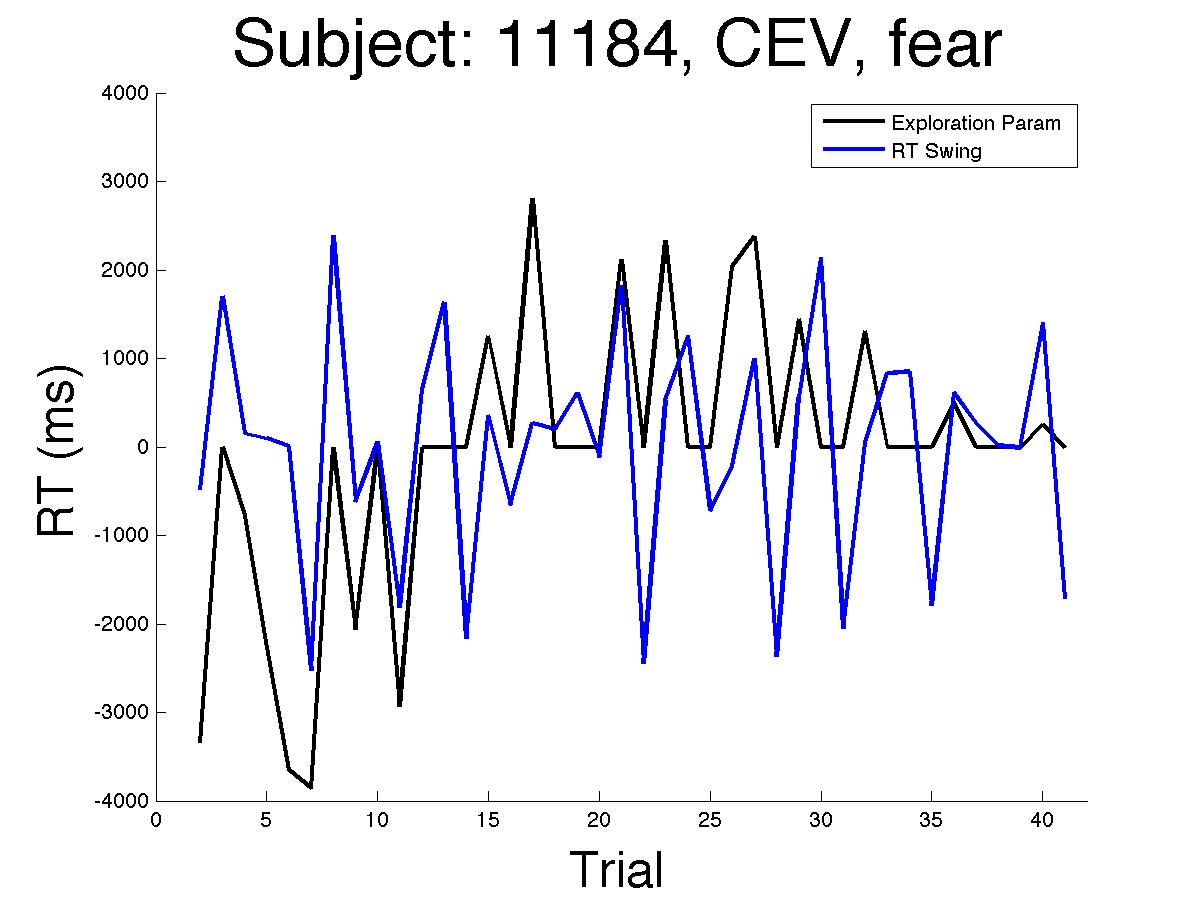 Subject: 11184, CEV, fear
4000
3000
2000
1000
0
-1000
-2000
-3000
-4000
RT (ms)
Exploration Param
RT Swing
0 5 10 15 20 25 30 35 40
Trial